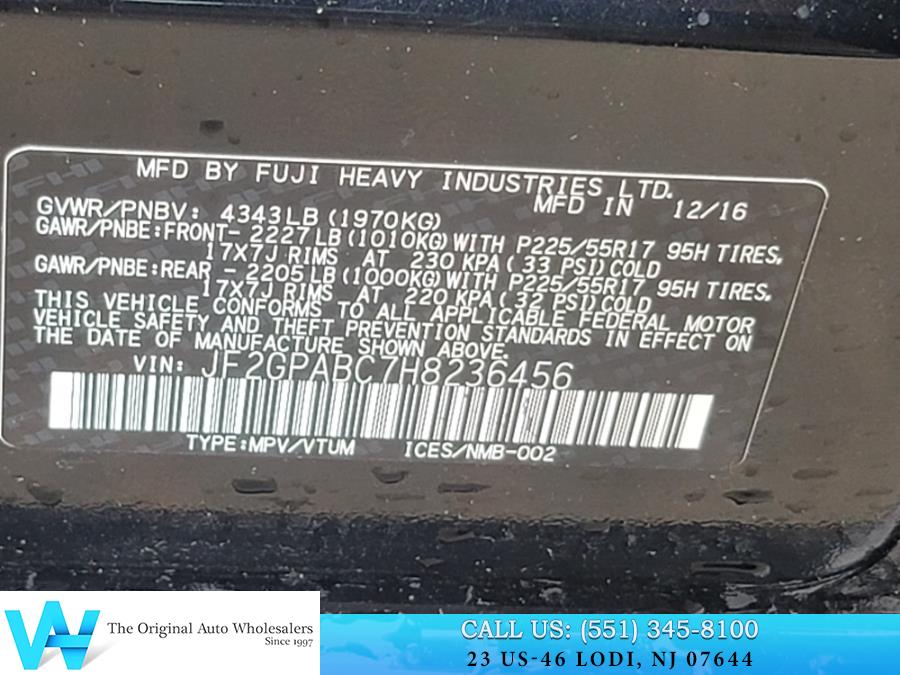 MFD BY FUJI HEAVY INDUSTRIES LTD.
MFD IN 12/16
GVWR/PNBV: 4343LB (1970KG)
GAWR/PNBE:FRONT- 2227LB (1010KG) WITH P225/55R17 95H TIRES,
17X7J RIMS AT 230 KPA ( 33 PSI) COLD
GAWR/PNBE:REAR - 2205LB (1000KG) WITH P225/55R17 95H TIRES,
17X7J RIMS AT 220 KPA ( 32 PSI) COLD
THIS VEHICLE CONFORMS TO ALL APPLICABLE FEDERAL MOTOR
VEHICLE SAFETY AND THEFT PREVENTION STANDARDS IN EFFECT ON
THE DATE OF MANUFACTURE SHOWN ABOVE.
VIN: JF2GPABC7H8236456
TYPE:MPV/VTUM ICES/NMB-002
The Original Auto Wholesalers
Since 1997
CALL US: (551) 345-8100
23 US-46 LODI, NJ 07644